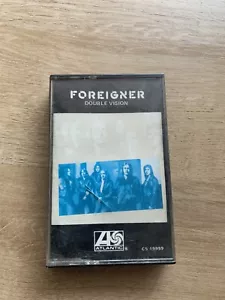 FOREIGNER
DOUBLE VISION
ATLANTIC
CS 19999